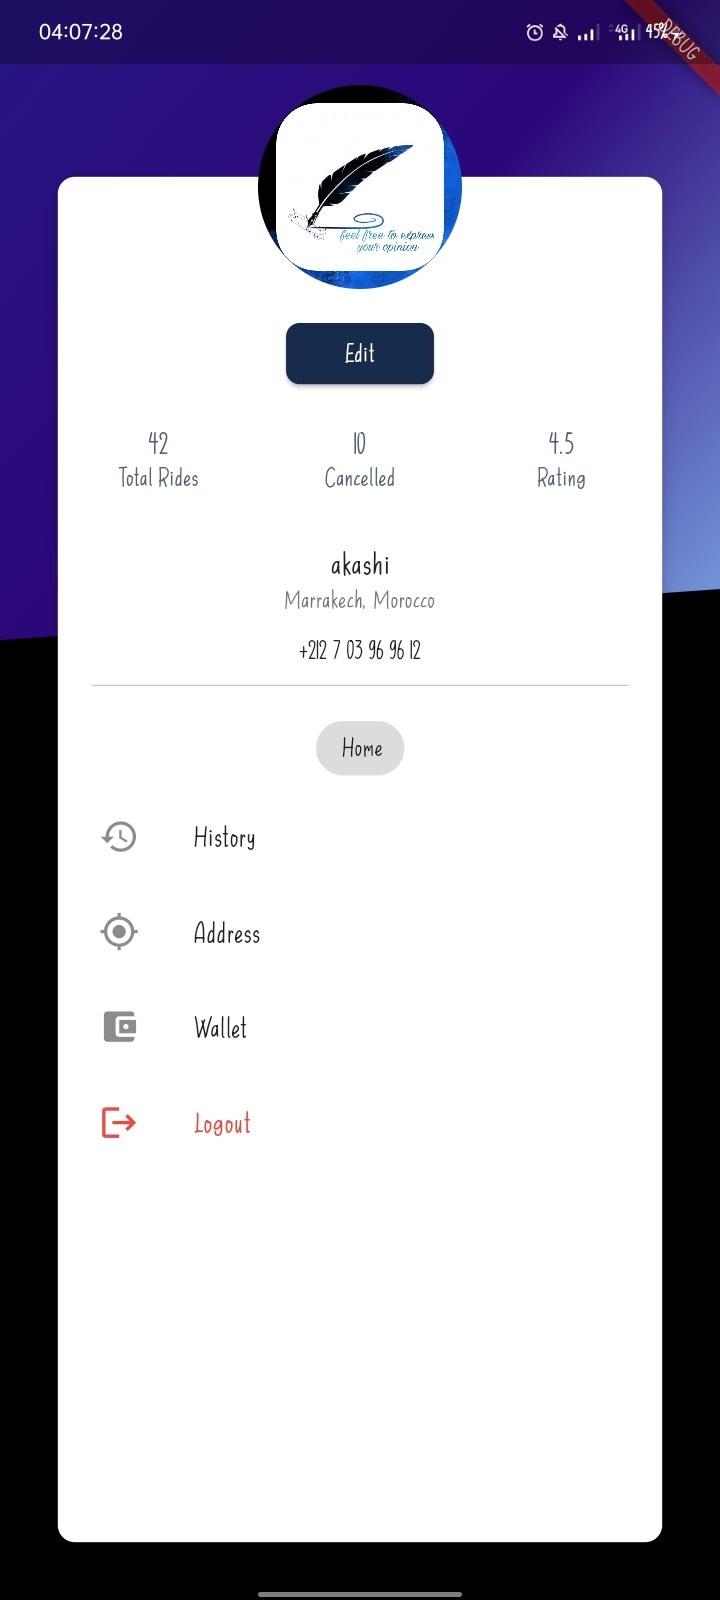 04:07:28
4G 45%
DEBUG
feel free to express
your opinion
Edit
42 10 4.5
Total Rides Cancelled Rating
akashi
Marrakech, Morocco
+212 7 03 96 96 12
Home
History
Address
Wallet
Logout